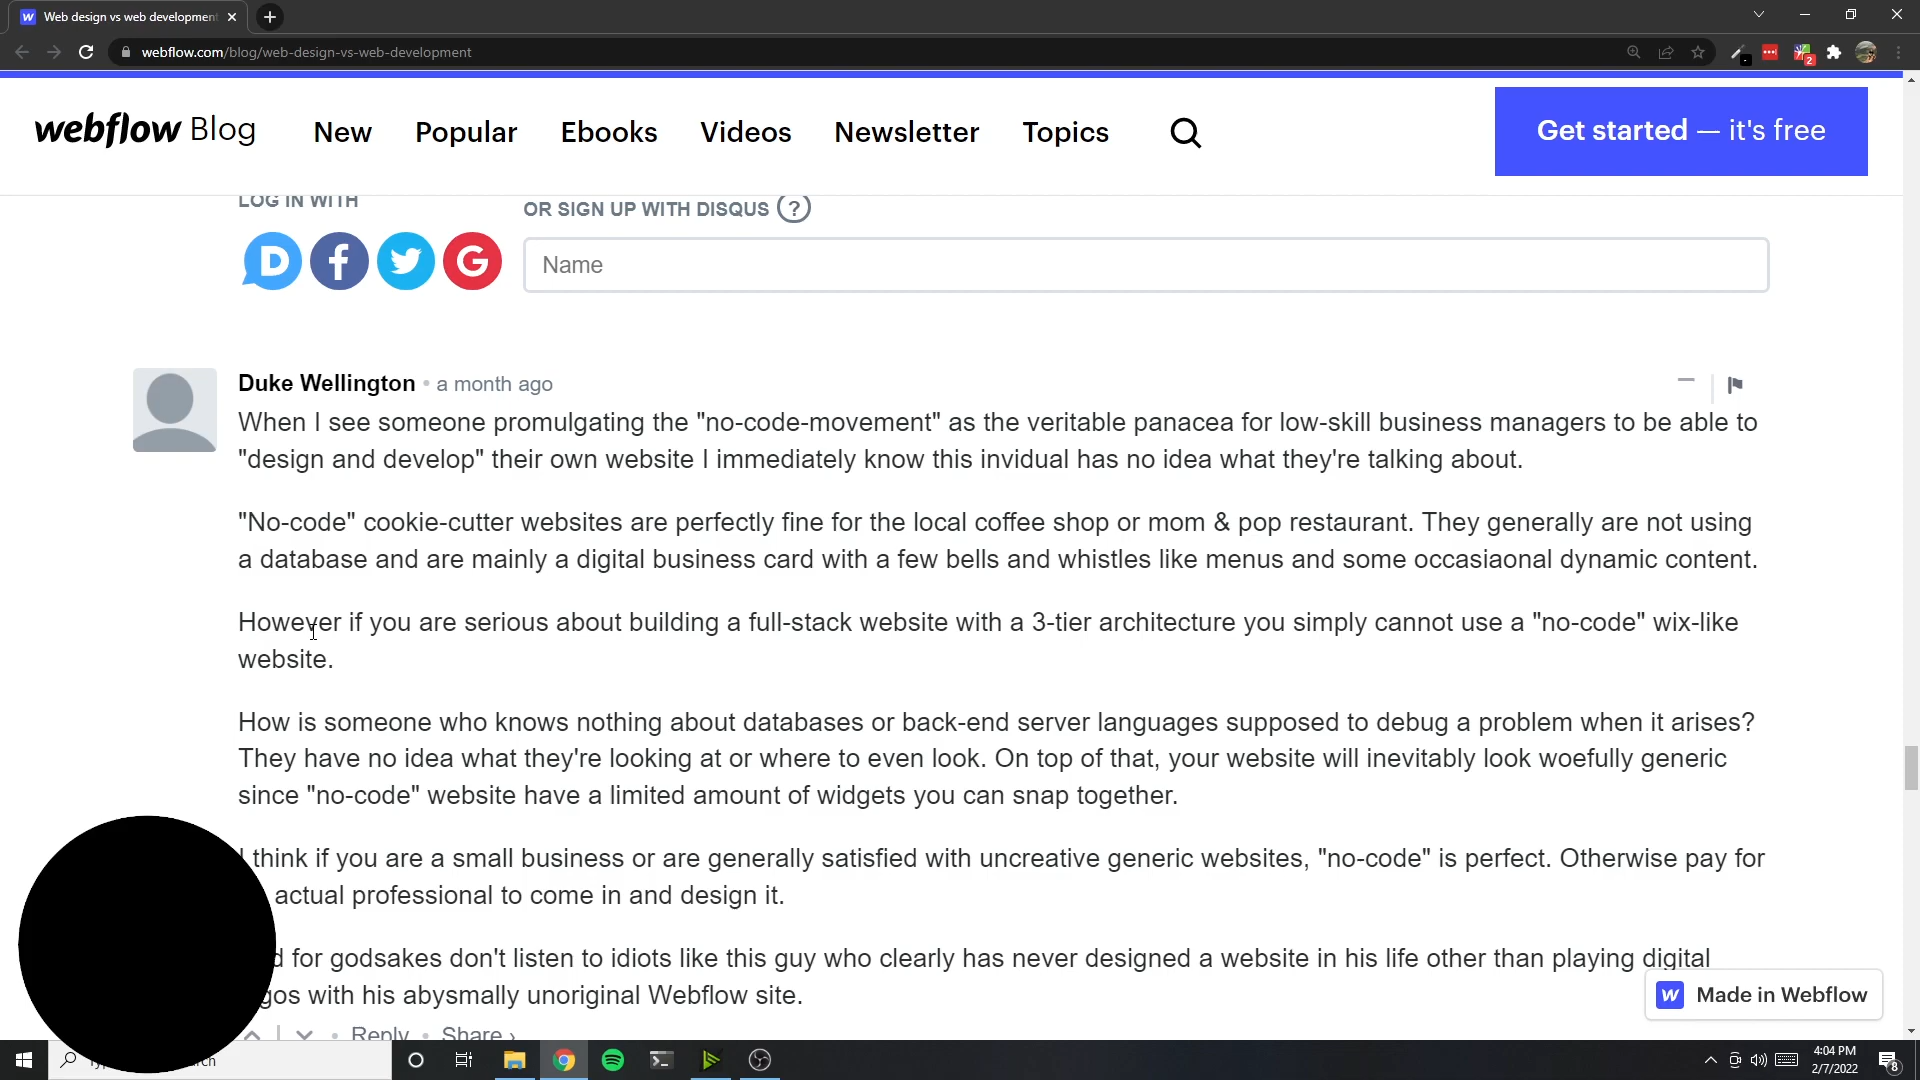 Web design vs web development
webflow.com/blog/web-design-vs-web-development
2
webflow Blog New Popular Ebooks Videos Newsletter Topics
Get started — it's free
LOG IN WITH
OR SIGN UP WITH DISQUS ?
Name
Duke Wellington • a month ago
When I see someone promulgating the "no-code-movement" as the veritable panacea for low-skill business managers to be able to
"design and develop" their own website I immediately know this invidual has no idea what they're talking about.
"No-code" cookie-cutter websites are perfectly fine for the local coffee shop or mom & pop restaurant. They generally are not using
a database and are mainly a digital business card with a few bells and whistles like menus and some occasiaonal dynamic content.
However if you are serious about building a full-stack website with a 3-tier architecture you simply cannot use a "no-code" wix-like
website.
How is someone who knows nothing about databases or back-end server languages supposed to debug a problem when it arises?
They have no idea what they're looking at or where to even look. On top of that, your website will inevitably look woefully generic
since "no-code" website have a limited amount of widgets you can snap together.
I think if you are a small business or are generally satisfied with uncreative generic websites, "no-code" is perfect. Otherwise pay for
actual professional to come in and design it.
for godsakes don't listen to idiots like this guy who clearly has never designed a website in his life other than playing digital
with his abysmally unoriginal Webflow site.
Reply • Share ›
Made in Webflow
4:04 PM
2/7/2022
8